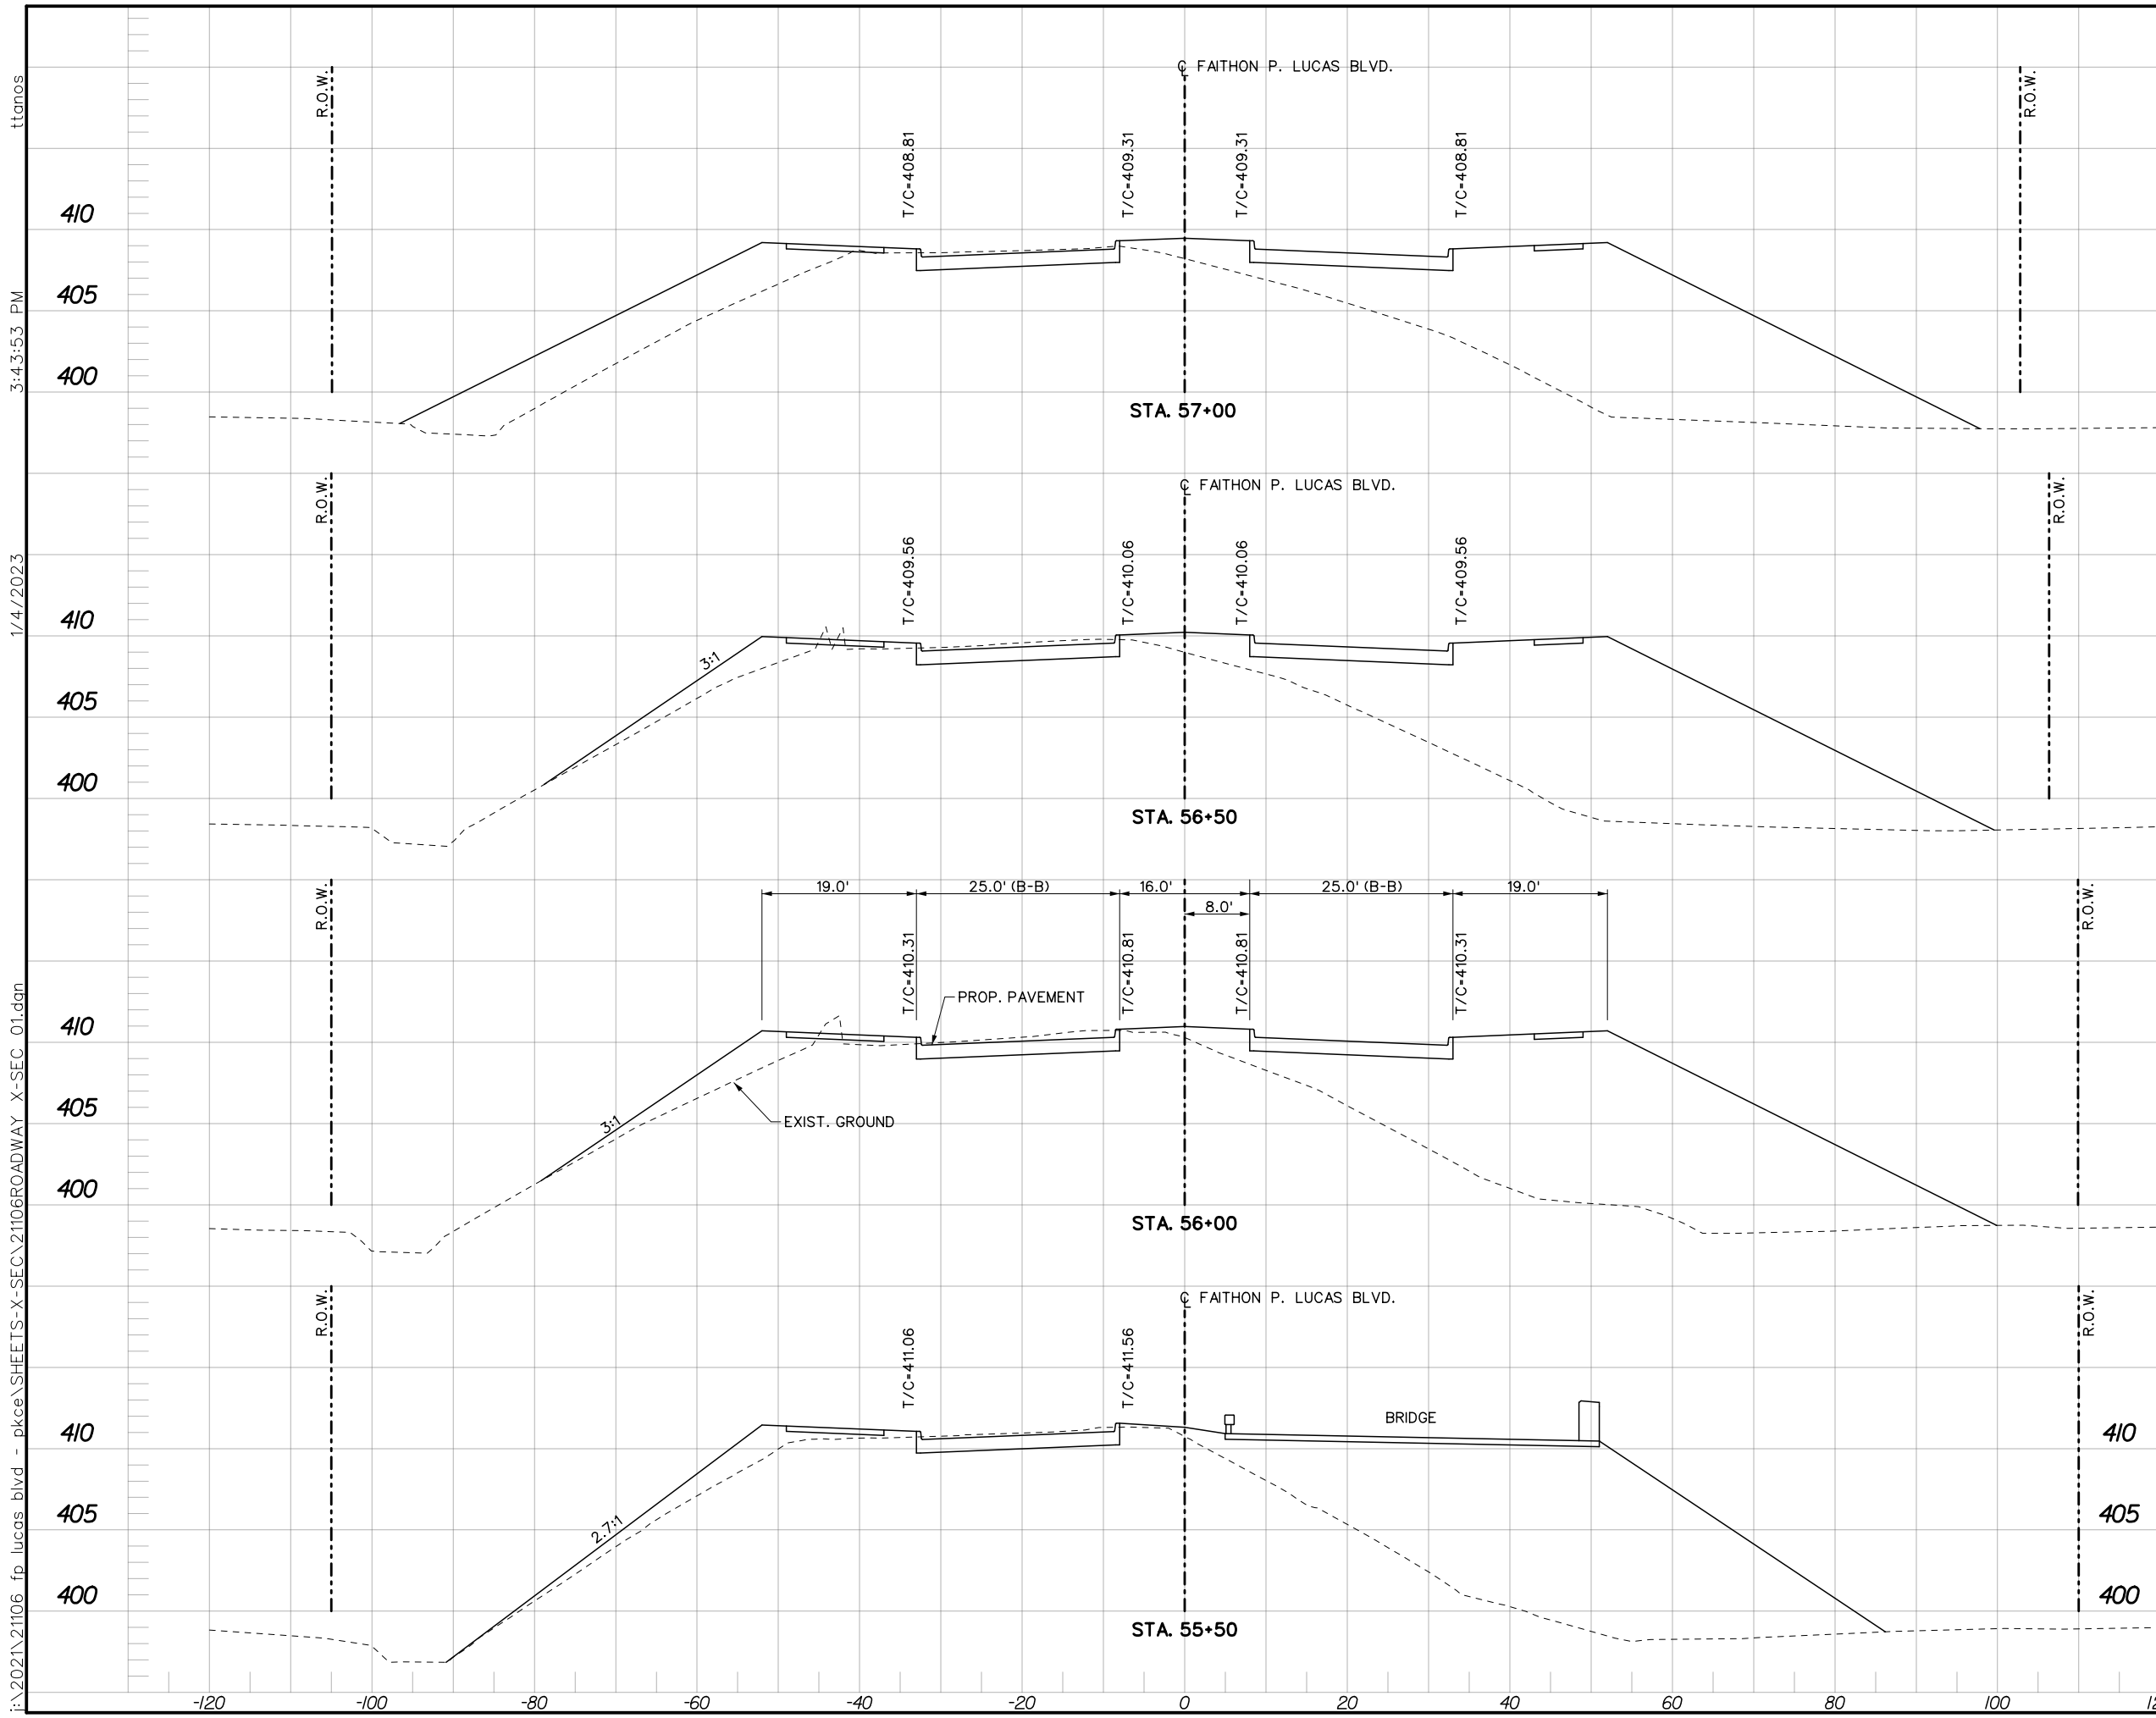 ℄ FAITHON P. LUCAS BLVD.
R.O.W.
R.O.W.
T/C=408.81
T/C=409.31
T/C=409.31
T/C=408.81
410
405
400
STA. 57+00
℄ FAITHON P. LUCAS BLVD.
R.O.W.
R.O.W.
T/C=409.56
T/C=410.06
T/C=410.06
T/C=409.56
410
3:1
405
400
STA. 56+50
19.0'
25.0' (B-B)
16.0'
25.0' (B-B)
19.0'
8.0'
R.O.W.
R.O.W.
T/C=410.31
T/C=410.81
T/C=410.81
T/C=410.31
PROP. PAVEMENT
410
405
3:1
EXIST. GROUND
400
STA. 56+00
℄ FAITHON P. LUCAS BLVD.
R.O.W.
R.O.W.
T/C=411.06
T/C=411.56
BRIDGE
410
410
405
2.7:1
405
400
400
STA. 55+50
-120
-100
-80
-60
-40
-20
0
20
40
60
80
100
j:\2021\21106 fp lucas blvd - pkce\SHEETS-X-SEC\21106ROADWAY X-SEC 01.dgn
1/4/2023
3:43:53 PM
ttanos